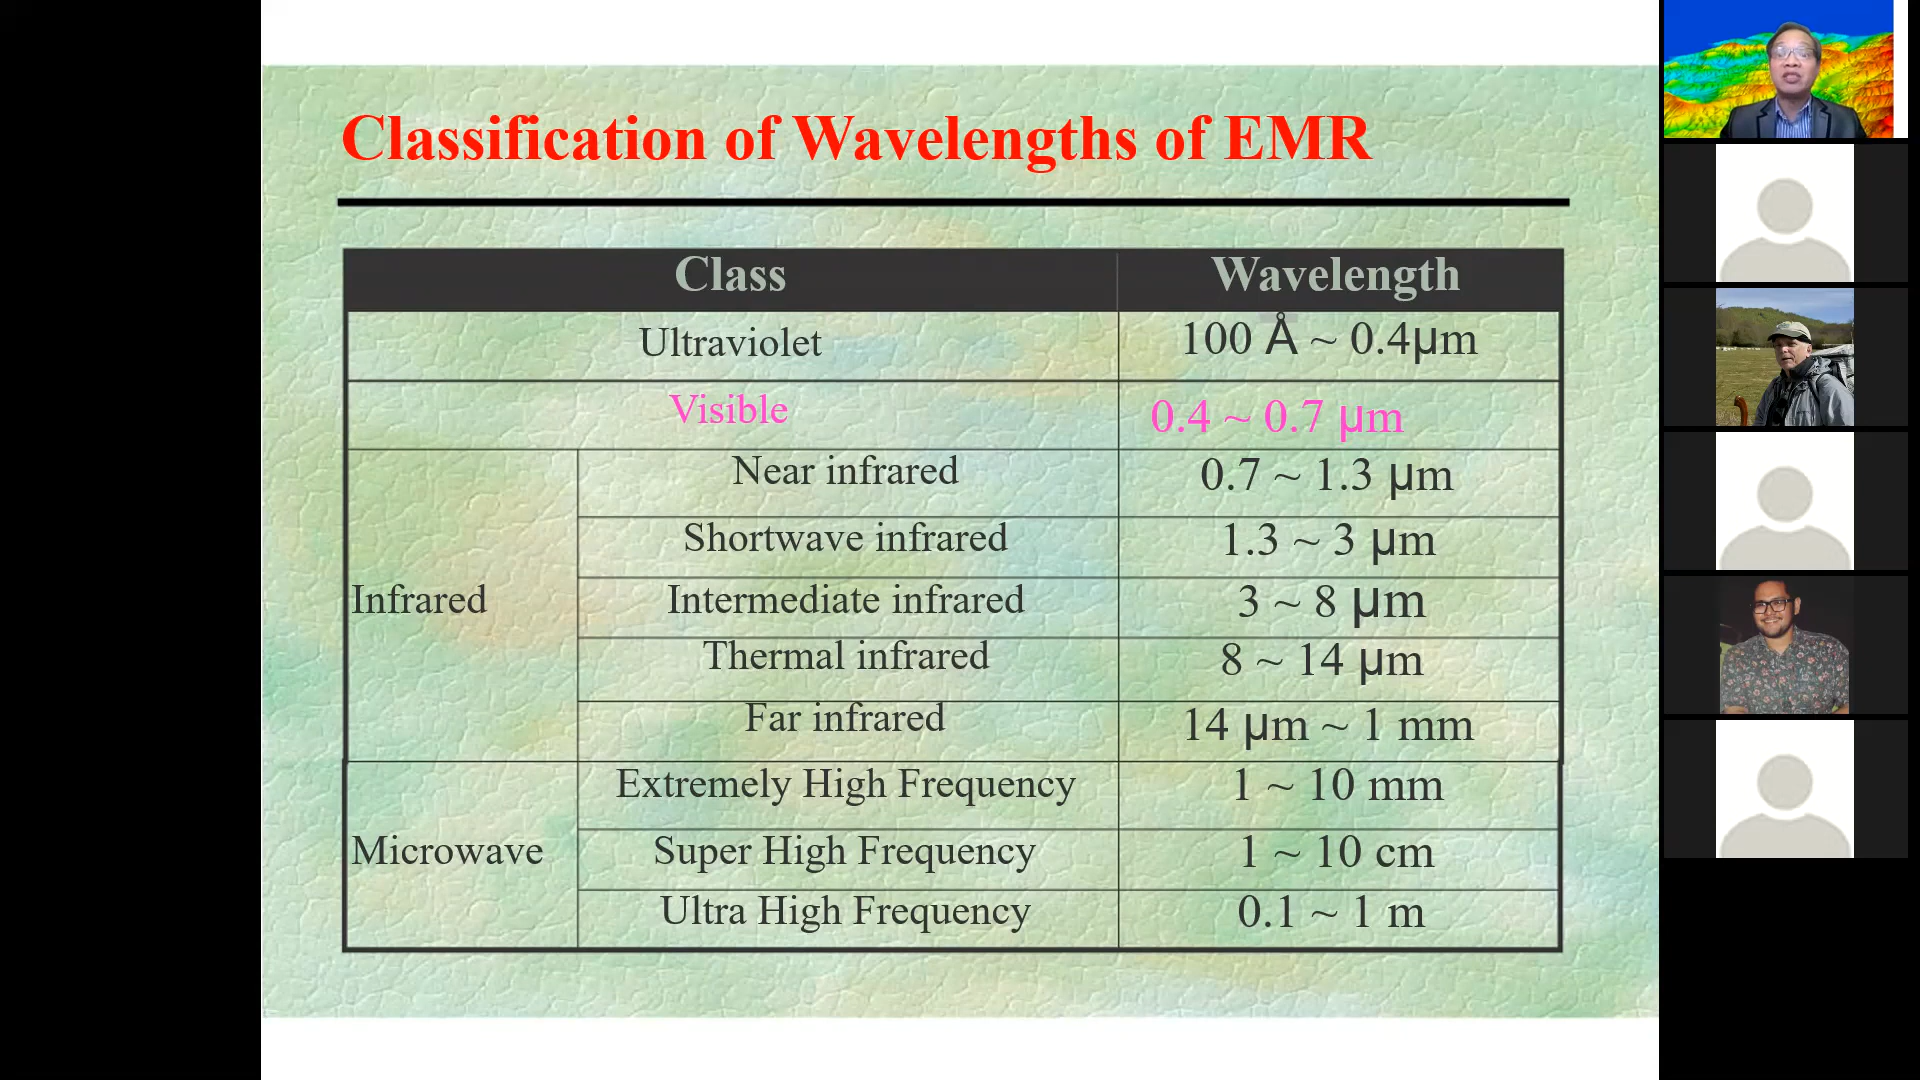 Classification of Wavelengths of EMR
Class Wavelength
Ultraviolet 100 Å ~ 0.4μm
Visible 0.4 ~ 0.7 μm
Infrared
Near infrared 0.7 ~ 1.3 μm
Shortwave infrared 1.3 ~ 3 μm
Intermediate infrared 3 ~ 8 μm
Thermal infrared 8 ~ 14 μm
Far infrared 14 μm ~ 1 mm
Microwave
Extremely High Frequency 1 ~ 10 mm
Super High Frequency 1 ~ 10 cm
Ultra High Frequency 0.1 ~ 1 m